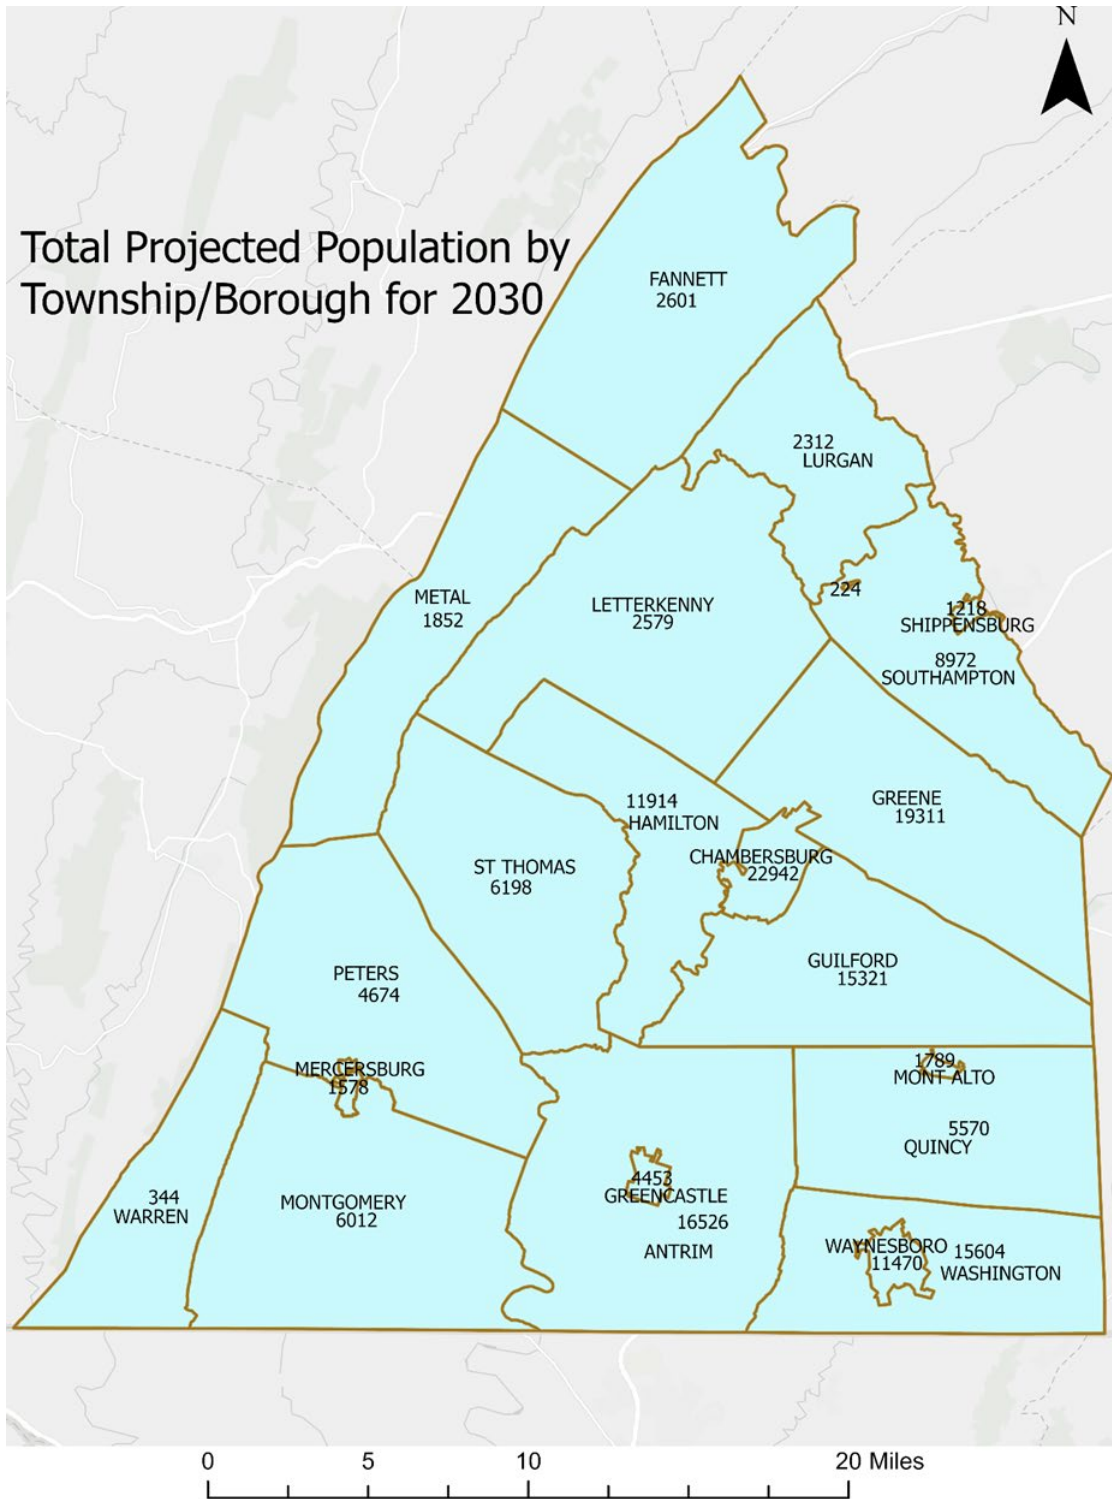 N
Total Projected Population by
Township/Borough for 2030
FANNETT
2601
2312
LURGAN
METAL
1852
LETTERKENNY
2579
224
1218
SHIPPENSBURG
8972
SOUTHAMPTON
GREENE
19311
11914
HAMILTON
CHAMBERSBURG
22942
ST THOMAS
6198
GUILFORD
15321
PETERS
4674
MERCERSBURG
1578
1789
MONT ALTO
5570
QUINCY
344
WARREN
MONTGOMERY
6012
4453
GREENCASTLE
16526
ANTRIM
WAYNESBORO
11470
15604
WASHINGTON
0 5 10 20 Miles